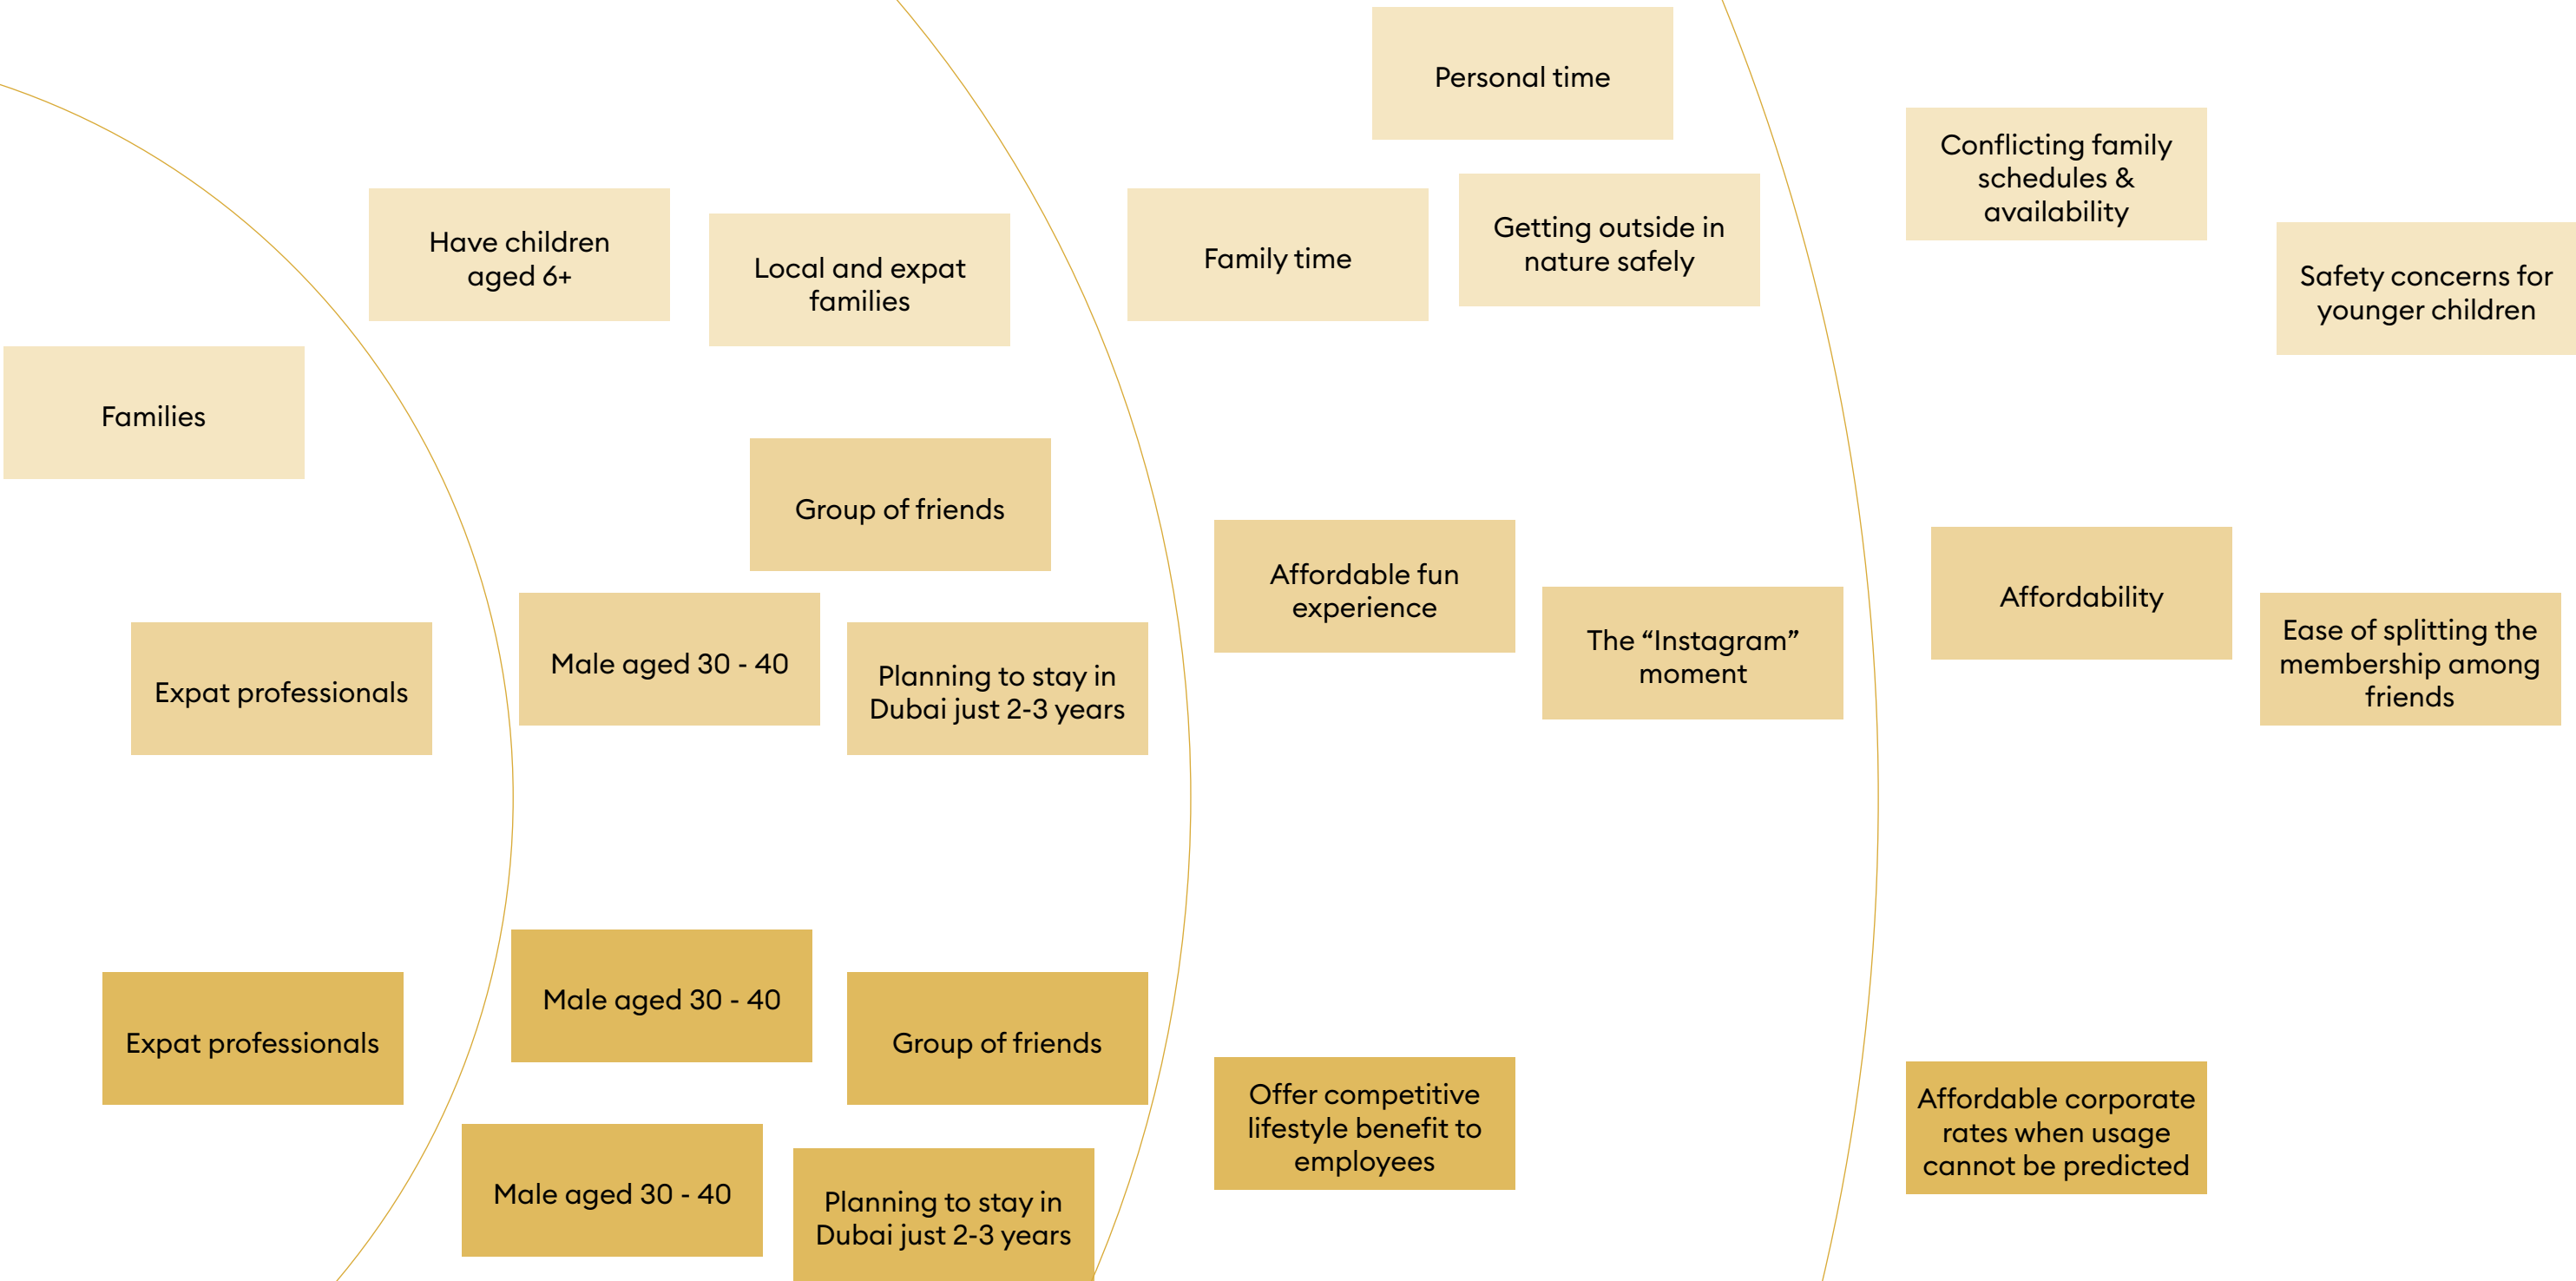 Personal time
Conflicting family
schedules &
availability
Have children
aged 6+
Local and expat
families
Family time
Getting outside in
nature safely
Safety concerns for
younger children
Families
Group of friends
Affordable fun
experience
The “Instagram”
moment
Affordability
Ease of splitting the
membership among
friends
Expat professionals
Male aged 30 - 40
Planning to stay in
Dubai just 2-3 years
Expat professionals
Male aged 30 - 40
Group of friends
Offer competitive
lifestyle benefit to
employees
Affordable corporate
rates when usage
cannot be predicted
Male aged 30 - 40
Planning to stay in
Dubai just 2-3 years